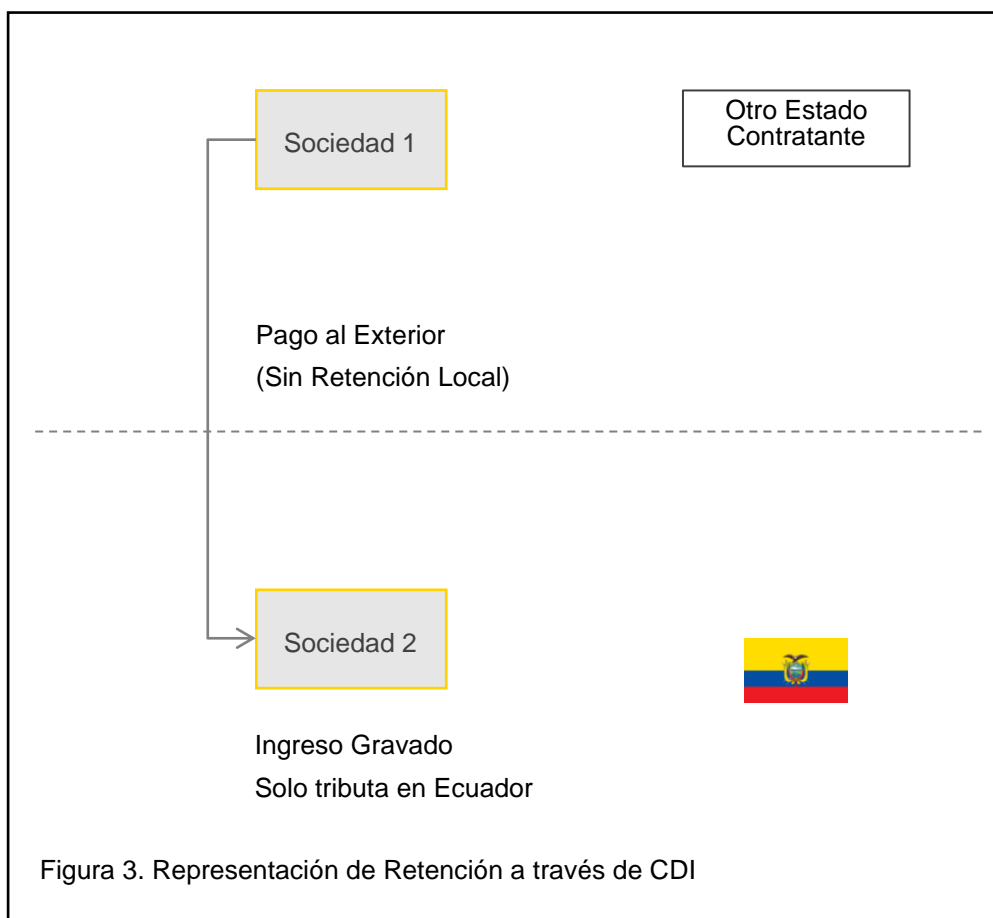 Sociedad 1
Otro Estado
Contratante
Pago al Exterior
(Sin Retención Local)
Sociedad 2
Ingreso Gravado
Solo tributa en Ecuador
Figura 3. Representación de Retención a través de CDI